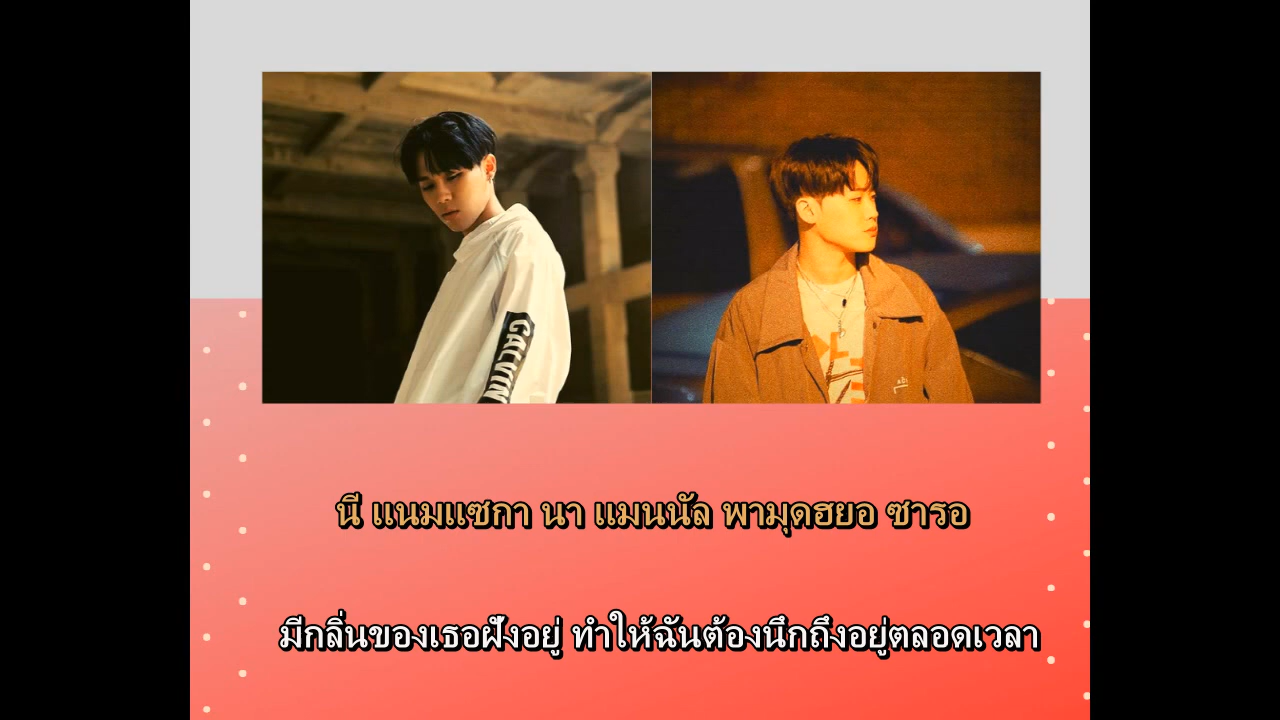 CALVIN
นี แนมแซกา นา แมนนัล พามุดฮยอ ซารอ
มีกลิ่นของเธอฝังอยู่ ทำให้ฉันต้องนึกถึงอยู่ตลอดเวลา